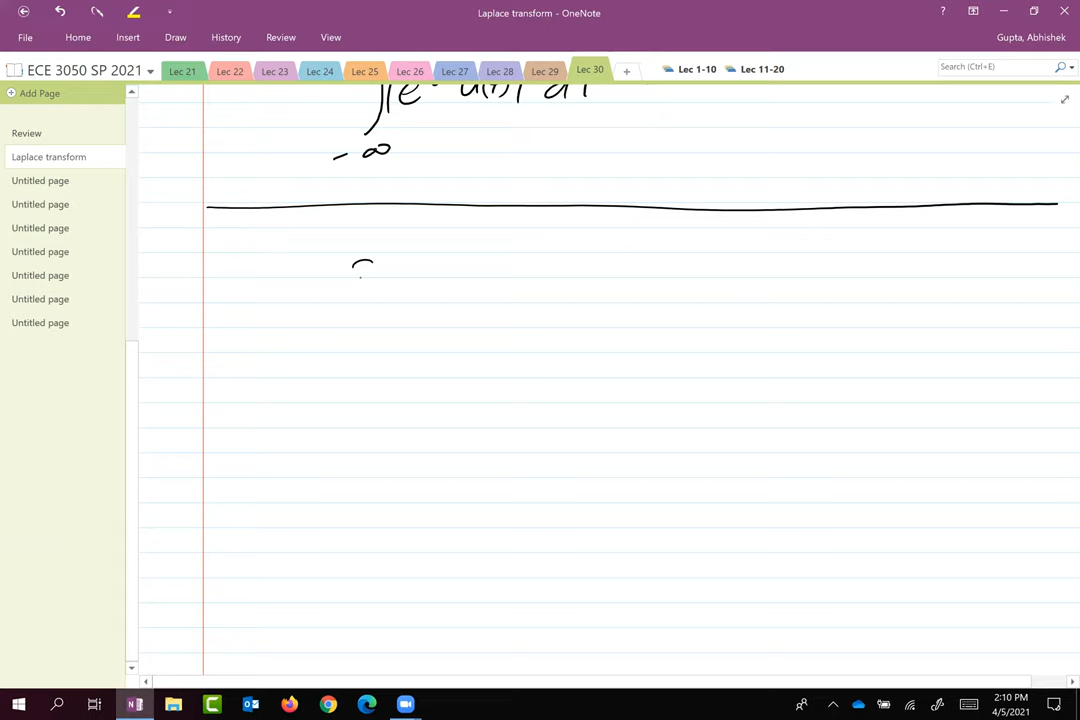 Laplace transform - OneNote
?
File Home Insert Draw History Review View
Gupta, Abhishek
ECE 3050 SP 2021
Lec 21 Lec 22 Lec 23 Lec 24 Lec 25 Lec 26 Lec 27 Lec 28 Lec 29 Lec 30 + Lec 1-10 Lec 11-20
Search (Ctrl+E)
Add Page
Review
Laplace transform
Untitled page
Untitled page
Untitled page
Untitled page
Untitled page
Untitled page
Untitled page
- ∞
2:10 PM
4/5/2021